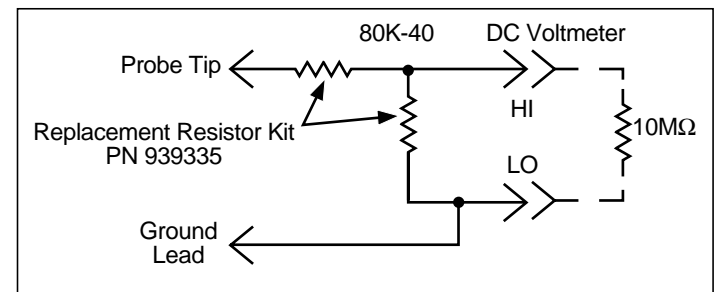 80K-40
DC Voltmeter
Probe Tip
HI
10MΩ
Replacement Resistor Kit
PN 939335
LO
Ground
Lead